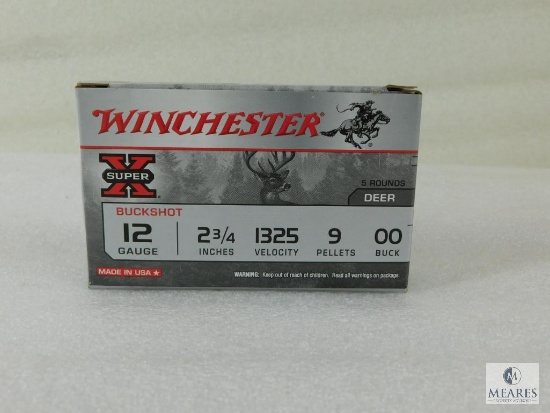 WINCHESTER
SUPER X
5 ROUNDS
DEER
BUCKSHOT
12 2 3/4 1325 9 00
GAUGE INCHES VELOCITY PELLETS BUCK
MADE IN USA ★
WARNING: Keep out of reach of children. Read all warnings on package.
M
MEARES